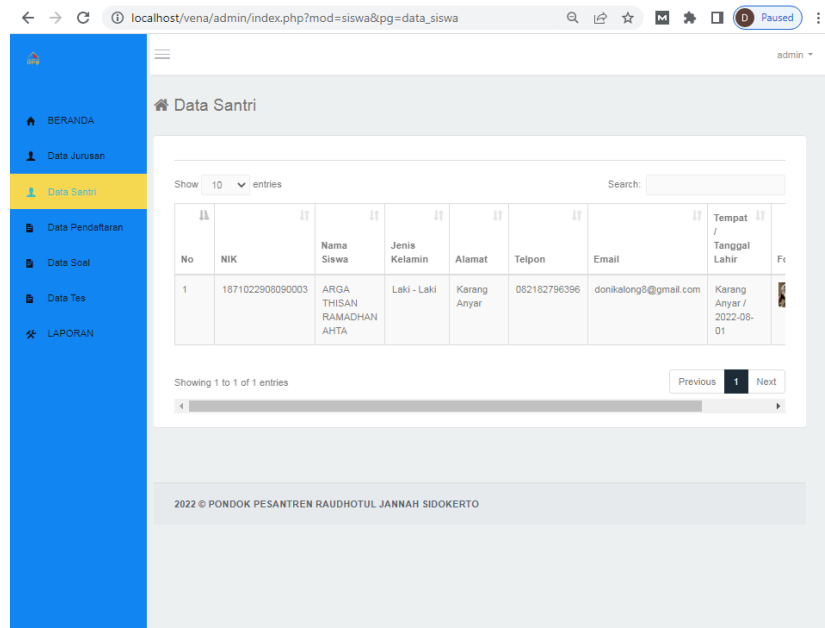 localhost/vena/admin/index.php?mod=siswa&pg=data_siswa
M
D
Paused
admin
Data Santri
BERANDA
Data Jurusan
Data Santri
Data Pendaftaran
Data Soal
Data Tes
LAPORAN
Show 10 entries
Search:
No
NIK
Nama
Siswa
Jenis
Kelamin
Alamat
Telpon
Email
Tempat
/
Tanggal
Lahir
1
1871022908090003
ARGA
THISAN
RAMADHAN
AHTA
Laki - Laki
Karang
Anyar
082182796396
donikalong8@gmail.com
Karang
Anyar /
2022-08-
01
Showing 1 to 1 of 1 entries
Previous 1 Next
2022 © PONDOK PESANTREN RAUDHOTUL JANNAH SIDOKERTO